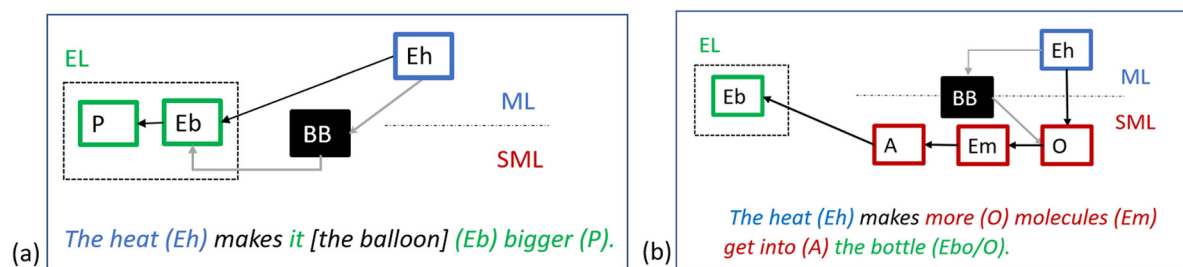 EL
Eh
P
Eb
BB
ML
SML
(a)
The heat (Eh) makes it [the balloon] (Eb) bigger (P).
EL
Eh
Eb
BB
ML
SML
A
Em
O
(b)
The heat (Eh) makes more (O) molecules (Em)
get into (A) the bottle (Ebo/O).